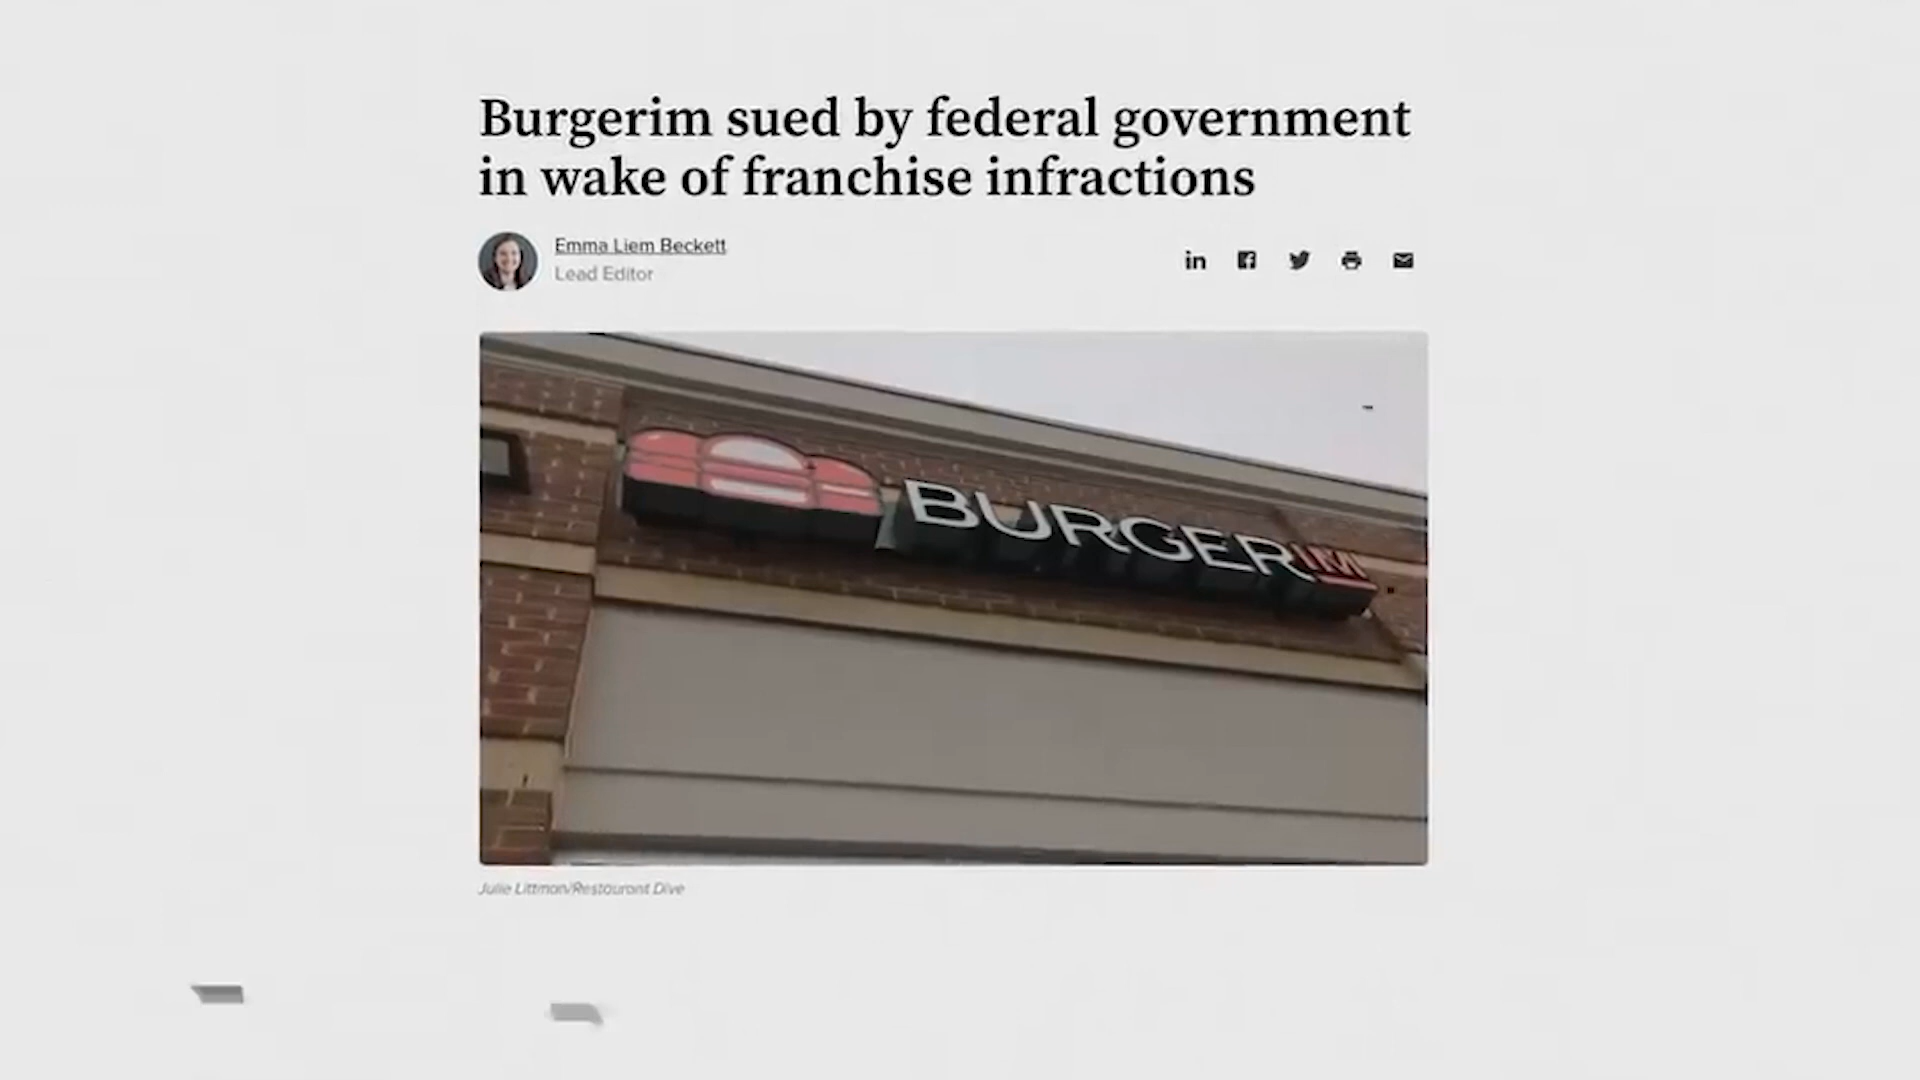 Burgerim sued by federal government
in wake of franchise infractions
Emma Liem Beckett
Lead Editor
BURGERIM
Julie Littman/Restaurant Dive